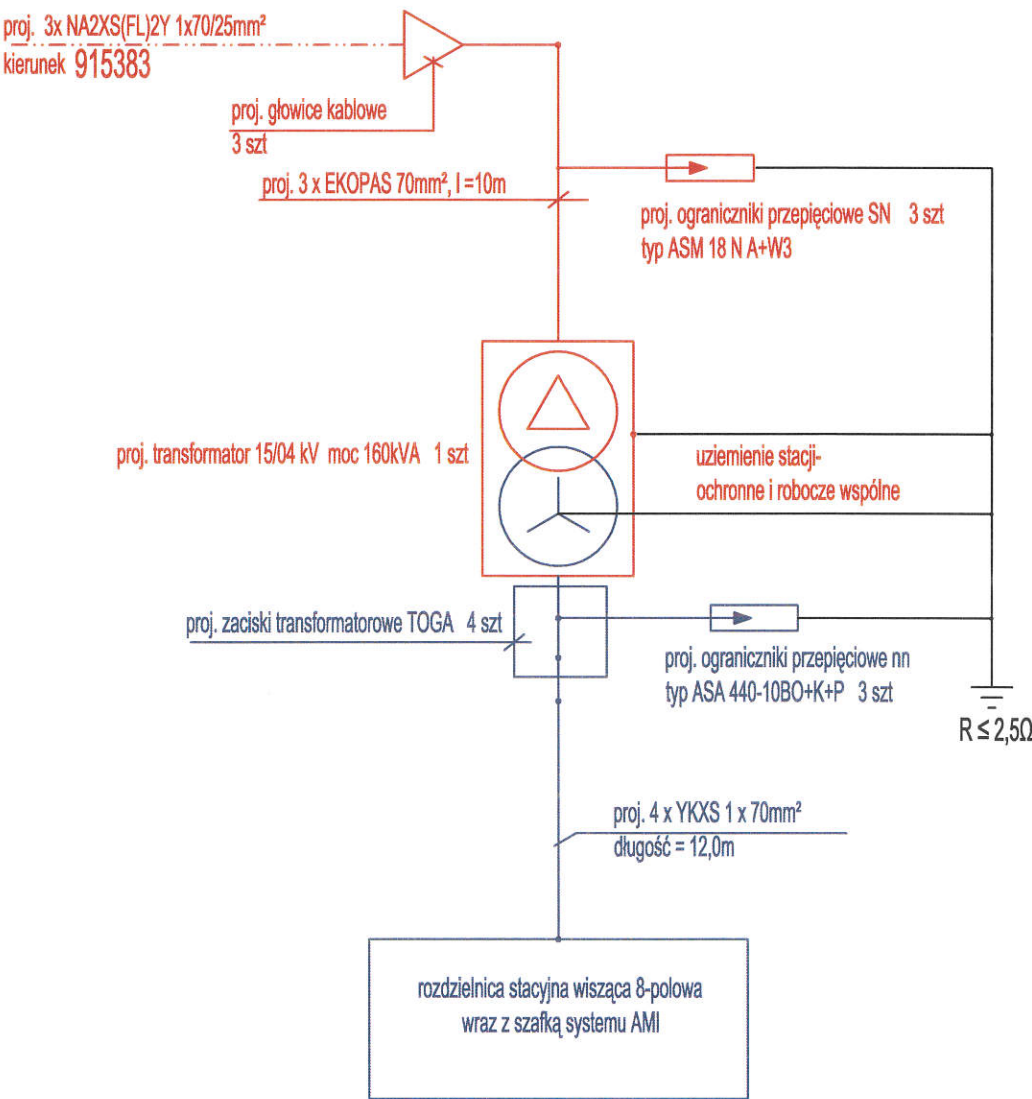 proj. 3x NA2XS(FL)2Y 1x70/25mm²
kierunek 915383
proj. głowice kablowe
3 szt
proj. 3 x EKOPAS 70mm², l =10m
proj. ograniczniki przepięciowe SN 3 szt
typ ASM 18 N A+W3
proj. transformator 15/04 kV moc 160kVA 1 szt
uziemienie stacji-
ochronne i robocze wspólne
proj. zaciski transformatorowe TOGA 4 szt
proj. ograniczniki przepięciowe nn
typ ASA 440-10BO+K+P 3 szt
R ≤ 2,5Ω
proj. 4 x YKXS 1 x 70mm²
długość = 12,0m
rozdzielnica stacyjna wisząca 8-polowa
wraz z szafką systemu AMI